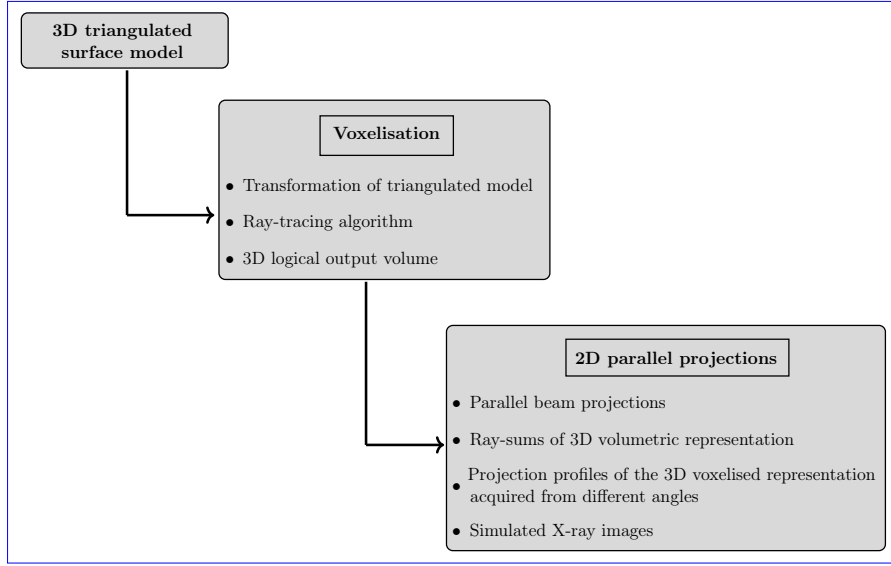 3D triangulated
surface model
Voxelisation
• Transformation of triangulated model
• Ray-tracing algorithm
• 3D logical output volume
2D parallel projections
• Parallel beam projections
• Ray-sums of 3D volumetric representation
• Projection profiles of the 3D voxelised representation
acquired from different angles
• Simulated X-ray images